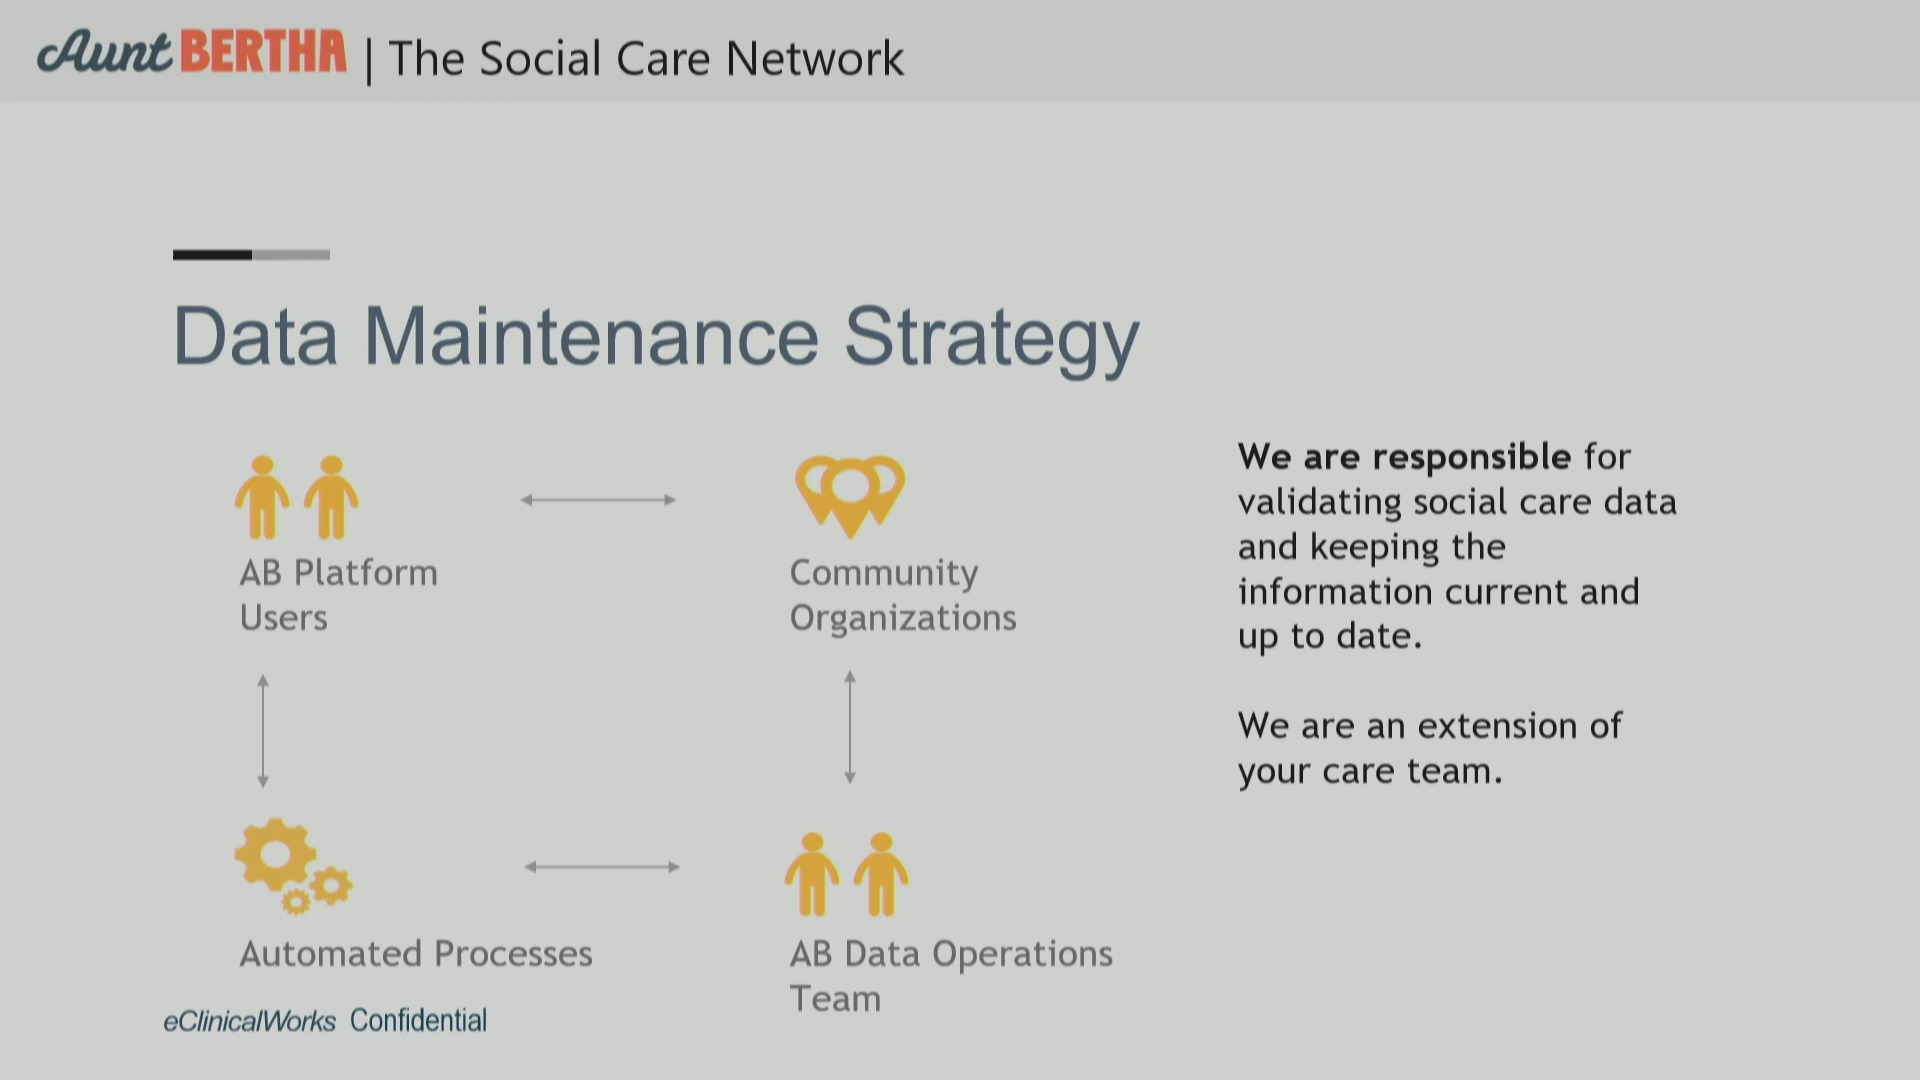 Aunt BERTHA | The Social Care Network
Data Maintenance Strategy
AB Platform
Users
Community
Organizations
Automated Processes
AB Data Operations
Team
We are responsible for
validating social care data
and keeping the
information current and
up to date.
We are an extension of
your care team.
eClinicalWorks Confidential